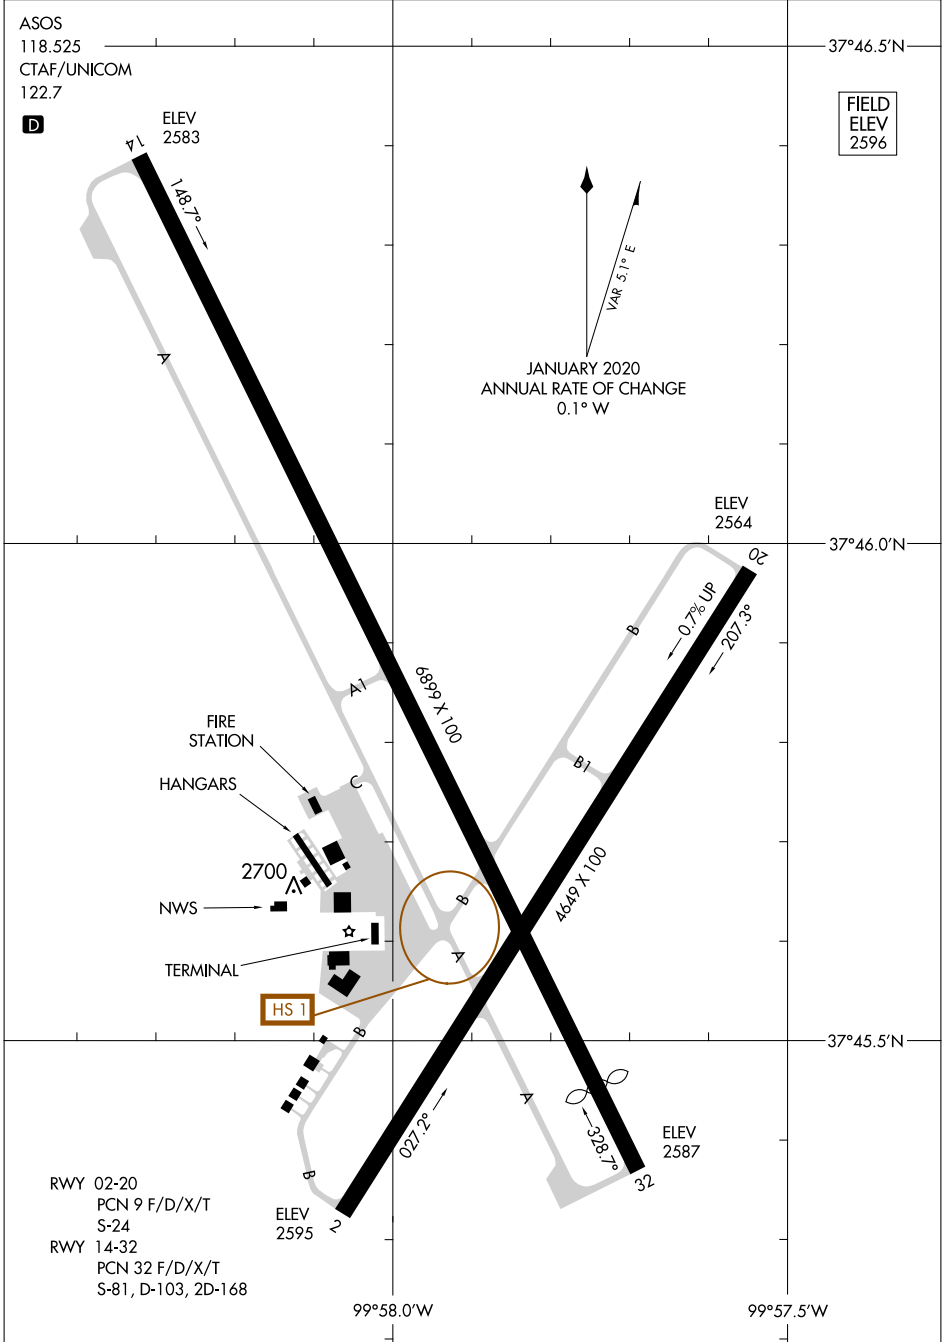 ASOS
118.525
CTAF/UNICOM
122.7
D
37°46.5'N
FIELD
ELEV
2596
ELEV
2583
14
148.7°
VAR 5.1° E
JANUARY 2020
ANNUAL RATE OF CHANGE
0.1° W
A
ELEV
2564
37°46.0'N
20
0.7% UP
207.3°
B
A1
6899 X 100
FIRE
STATION
B1
HANGARS
C
4649 X 100
2700
B
NWS
A
TERMINAL
HS 1
B
37°45.5'N
A
027.2°
328.7°
ELEV
2587
32
B
RWY 02-20
PCN 9 F/D/X/T
S-24
RWY 14-32
PCN 32 F/D/X/T
S-81, D-103, 2D-168
ELEV
2595
2
99°58.0'W
99°57.5'W